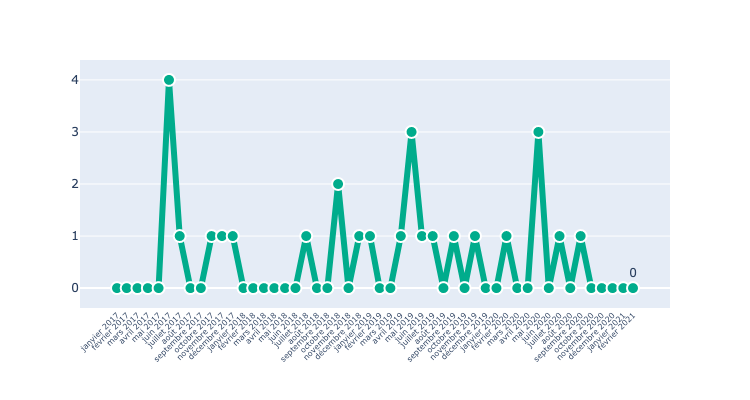 4
3
2
1
0
0
janvier 2017
février 2017
mars 2017
avril 2017
mai 2017
juin 2017
juillet 2017
août 2017
septembre 2017
octobre 2017
novembre 2017
décembre 2017
janvier 2018
février 2018
mars 2018
avril 2018
mai 2018
juin 2018
juillet 2018
août 2018
septembre 2018
octobre 2018
novembre 2018
décembre 2018
janvier 2019
février 2019
mars 2019
avril 2019
mai 2019
juin 2019
juillet 2019
août 2019
septembre 2019
octobre 2019
novembre 2019
décembre 2019
janvier 2020
février 2020
mars 2020
avril 2020
mai 2020
juin 2020
juillet 2020
août 2020
septembre 2020
octobre 2020
novembre 2020
décembre 2020
janvier 2021
février 2021